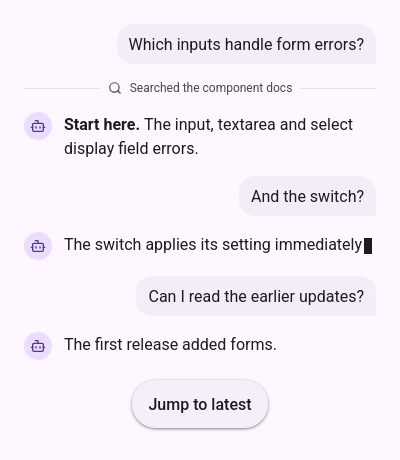 Which inputs handle form errors?
Searched the component docs
Start here. The input, textarea and select
display field errors.
And the switch?
The switch applies its setting immediately
Can I read the earlier updates?
The first release added forms.
Jump to latest